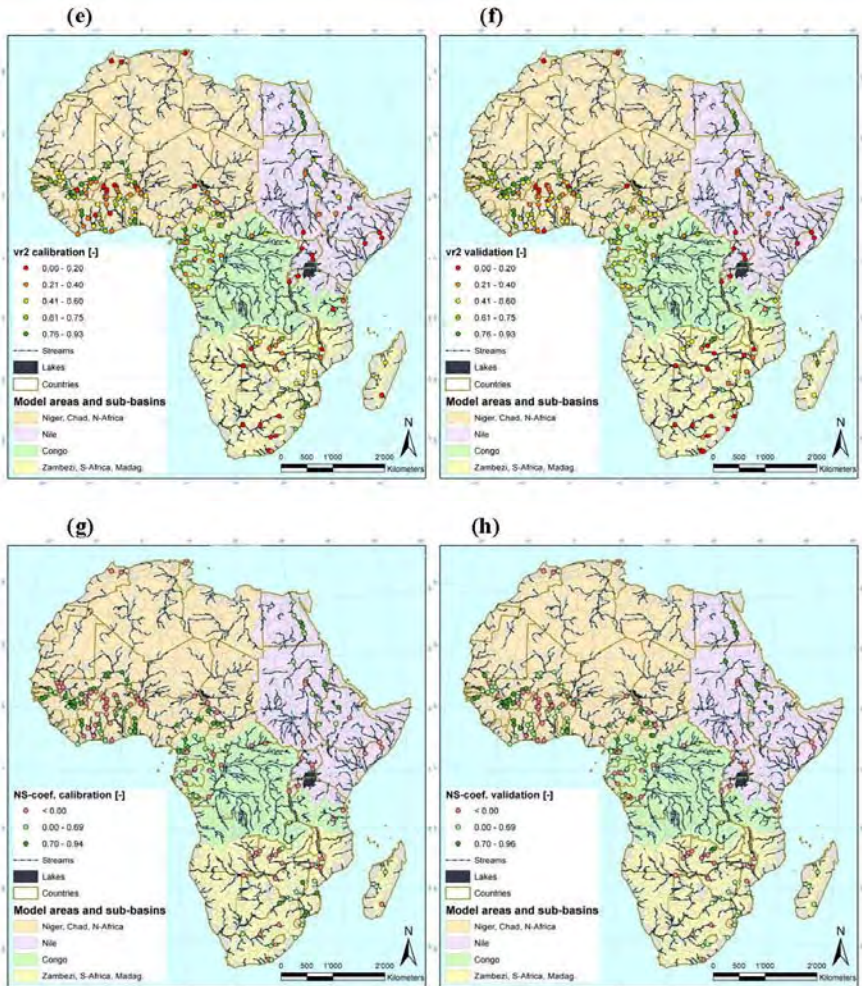 (e)
vr2 calibration [-]
0.00 - 0.20
0.21 - 0.40
0.41 - 0.60
0.61 - 0.75
0.76 - 0.93
Streams
Lakes
Countries
Model areas and sub-basins
Niger, Chad, N-Africa
Nile
Congo
Zambezi, S-Africa, Madag.
N
0 500 1'000 2'000
Kilometers
(f)
vr2 validation [-]
0.00 - 0.20
0.21 - 0.40
0.41 - 0.60
0.61 - 0.75
0.76 - 0.93
Streams
Lakes
Countries
Model areas and sub-basins
Niger, Chad, N-Africa
Nile
Congo
Zambezi, S-Africa, Madag.
N
0 500 1'000 2'000
Kilometers
(g)
NS-coef. calibration [-]
< 0.00
0.00 - 0.69
0.70 - 0.94
Streams
Lakes
Countries
Model areas and sub-basins
Niger, Chad, N-Africa
Nile
Congo
Zambezi, S-Africa, Madag.
N
0 500 1'000 2'000
Kilometers
(h)
NS-coef. validation [-]
< 0.00
0.00 - 0.69
0.70 - 0.96
Streams
Lakes
Countries
Model areas and sub-basins
Niger, Chad, N-Africa
Nile
Congo
Zambezi, S-Africa, Madag.
N
0 500 1'000 2'000
Kilometers